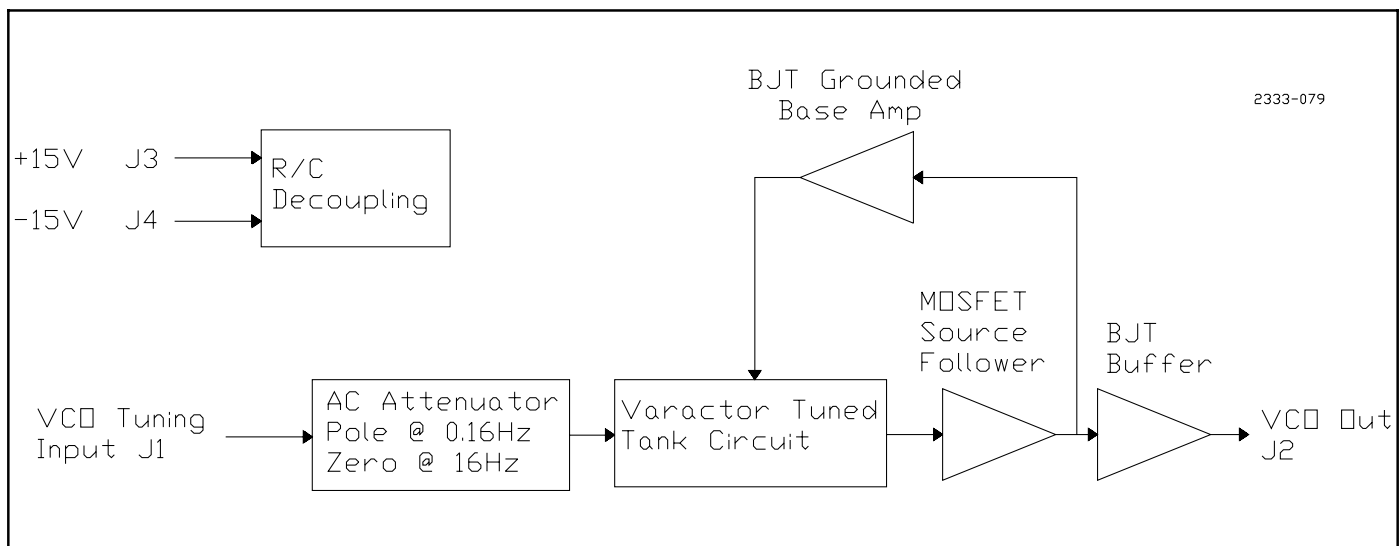 BJT Grounded
Base Amp
2333-079
+15V J3
R/C
Decoupling
-15V J4
MOSFET
Source
Follower
BJT
Buffer
VCO Tuning
Input J1
AC Attenuator
Pole @ 0.16Hz
Zero @ 16Hz
Varactor Tuned
Tank Circuit
VCO Out
J2